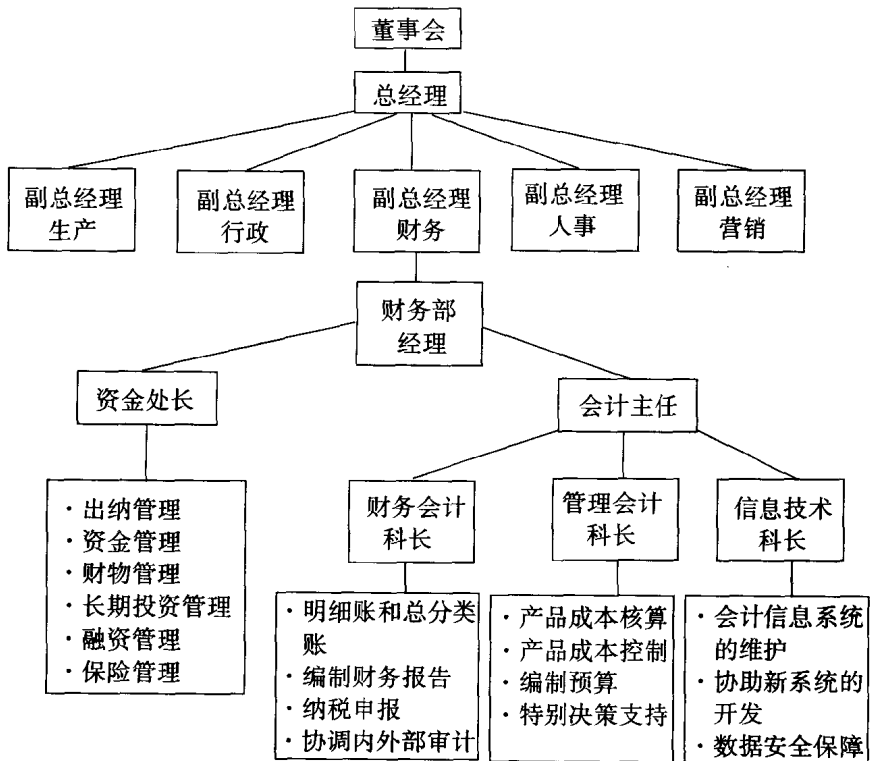 董事会
总经理
副总经理
生产
副总经理
行政
副总经理
财务
副总经理
人事
副总经理
营销
财务部
经理
资金处长
会计主任
·出纳管理
·资金管理
·财物管理
·长期投资管理
·融资管理
·保险管理
财务会计
科长
管理会计
科长
信息技术
科长
·明细账和总分类
账
·编制财务报告
·纳税申报
·协调内外部审计
·产品成本核算
·产品成本控制
·编制预算
·特别决策支持
·会计信息系统
的维护
·协助新系统的
开发
·数据安全保障